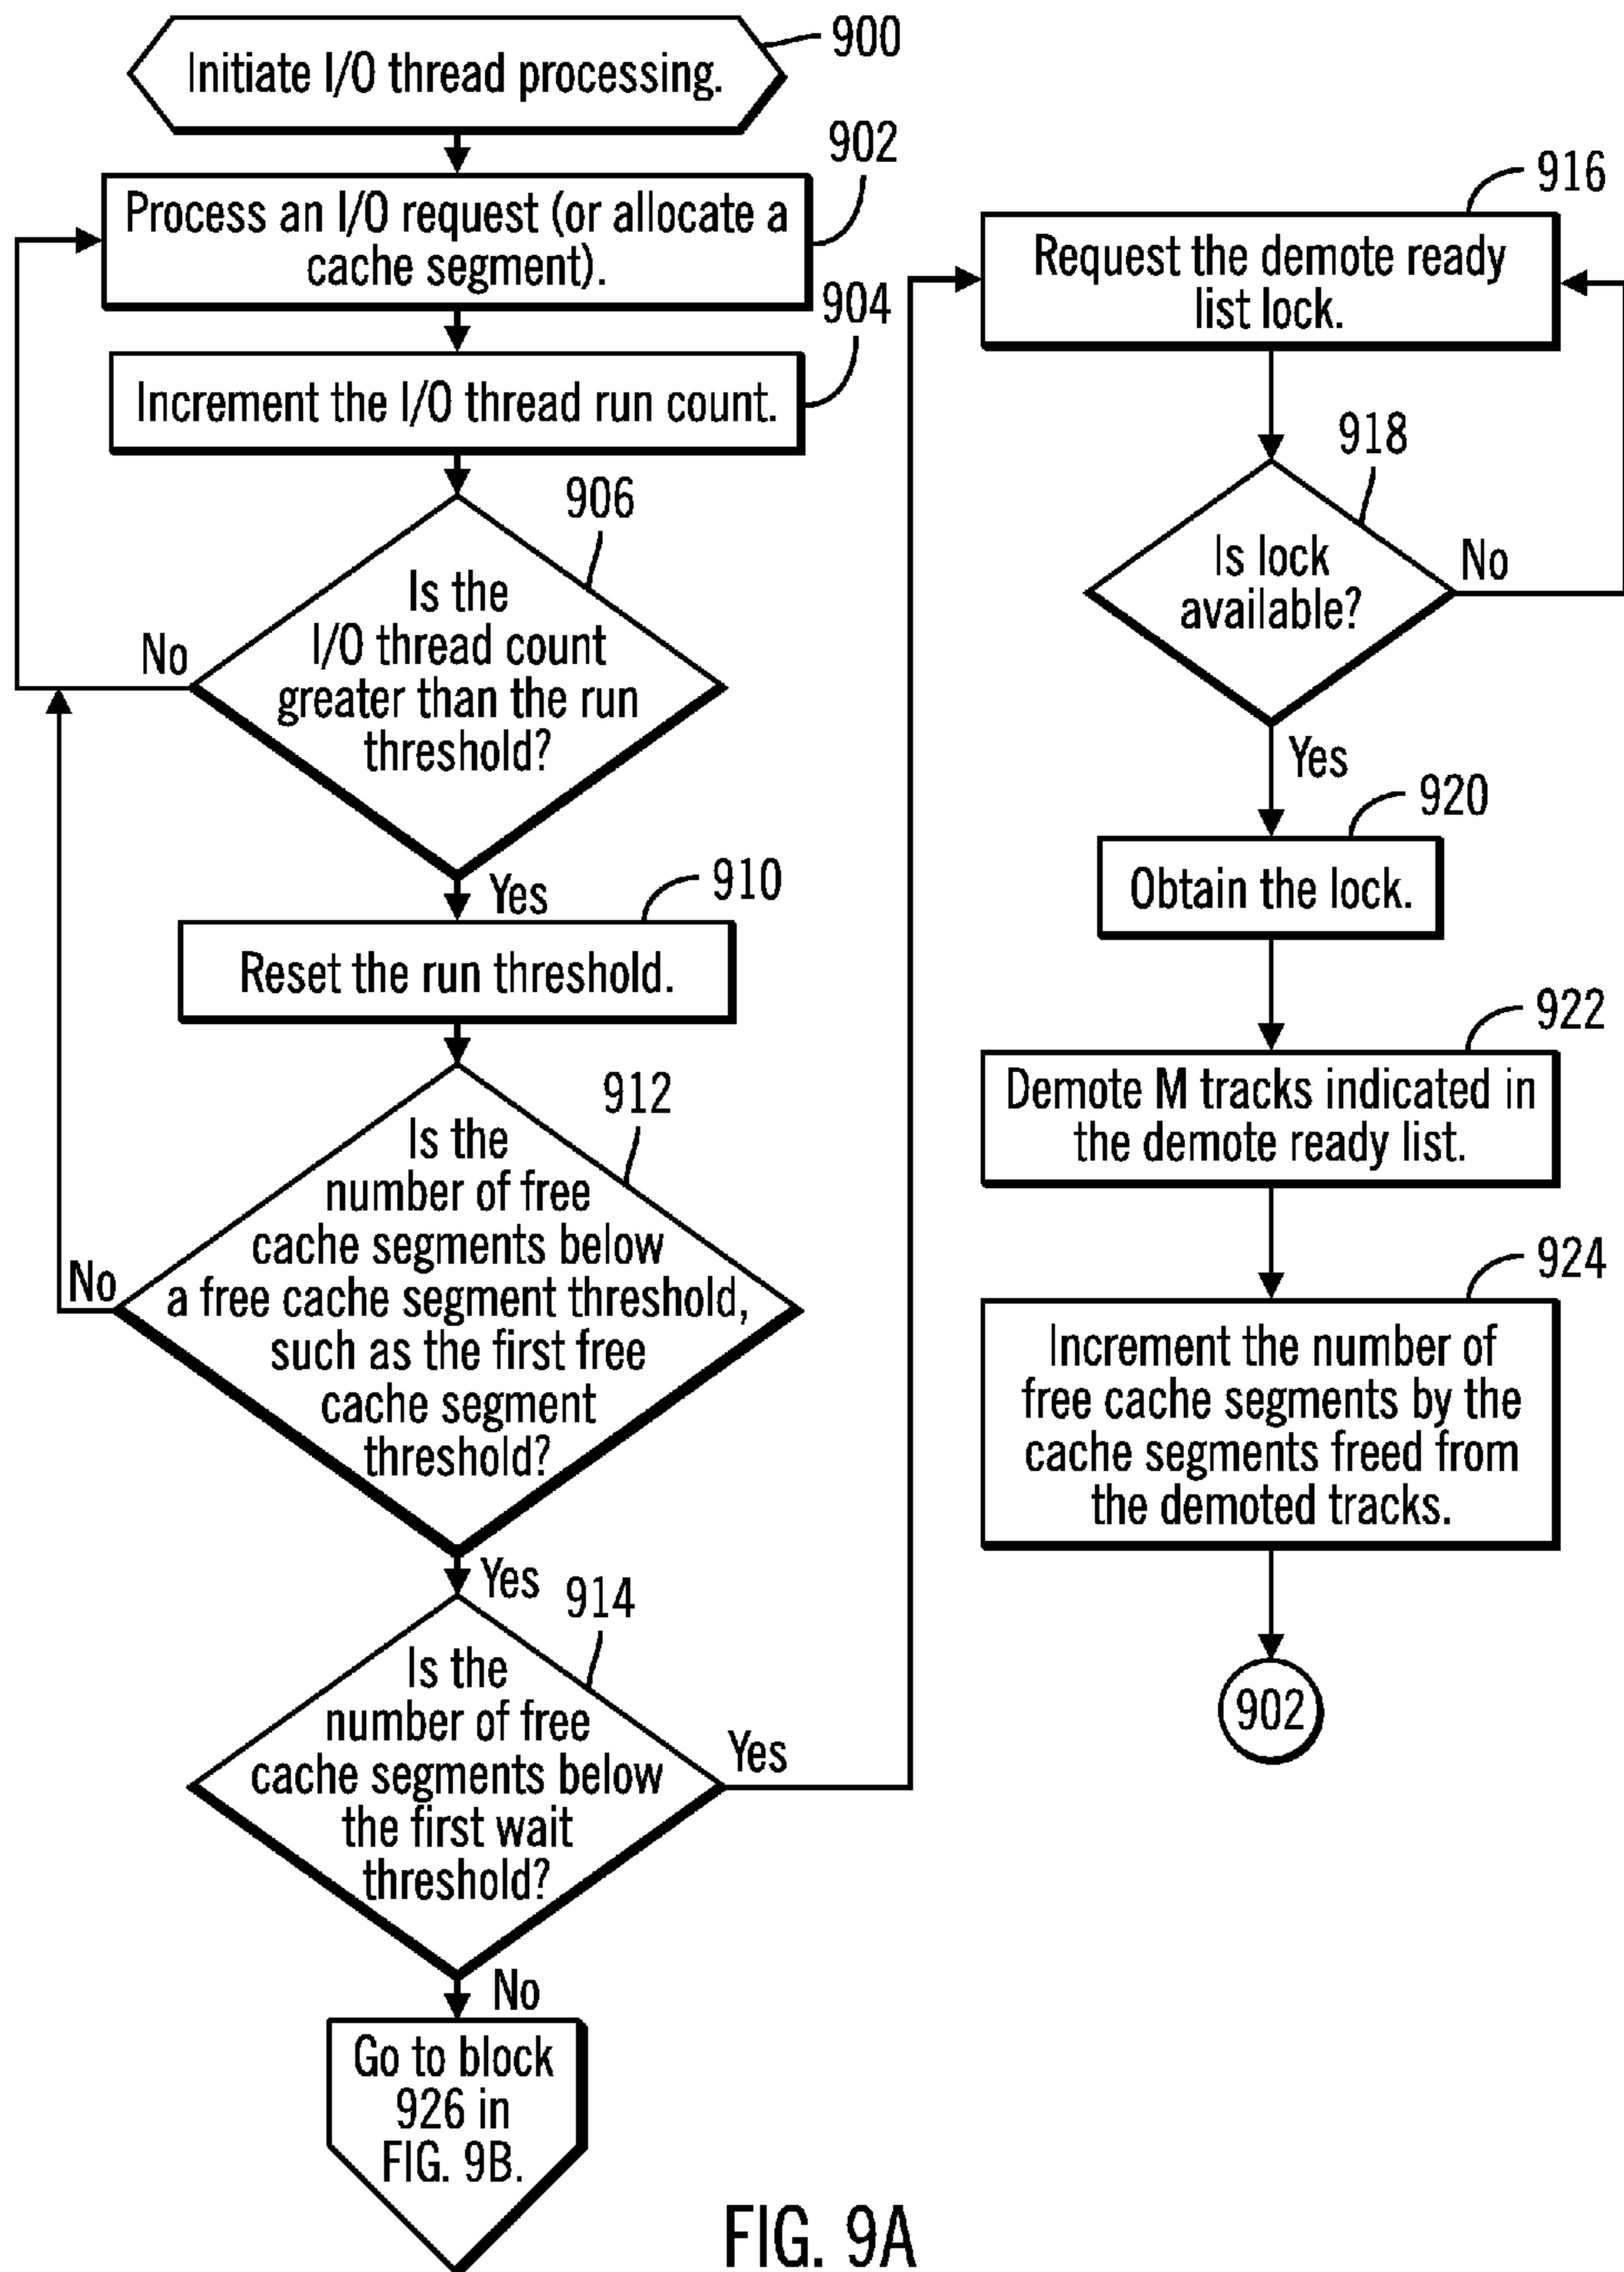 900
Initiate I/O thread processing.
902
Process an I/O request (or allocate a
cache segment).
904
Increment the I/O thread run count.
906
Is the
I/O thread count
greater than the run
threshold?
No
Yes
910
Reset the run threshold.
912
Is the
number of free
cache segments below
a free cache segment threshold,
such as the first free
cache segment
threshold?
No
Yes
914
Is the
number of free
cache segments below
the first wait
threshold?
Yes
No
Go to block
926 in
FIG. 9B.
916
Request the demote ready
list lock.
918
Is lock
available?
No
Yes
920
Obtain the lock.
922
Demote M tracks indicated in
the demote ready list.
924
Increment the number of
free cache segments by the
cache segments freed from
the demoted tracks.
902
FIG. 9A